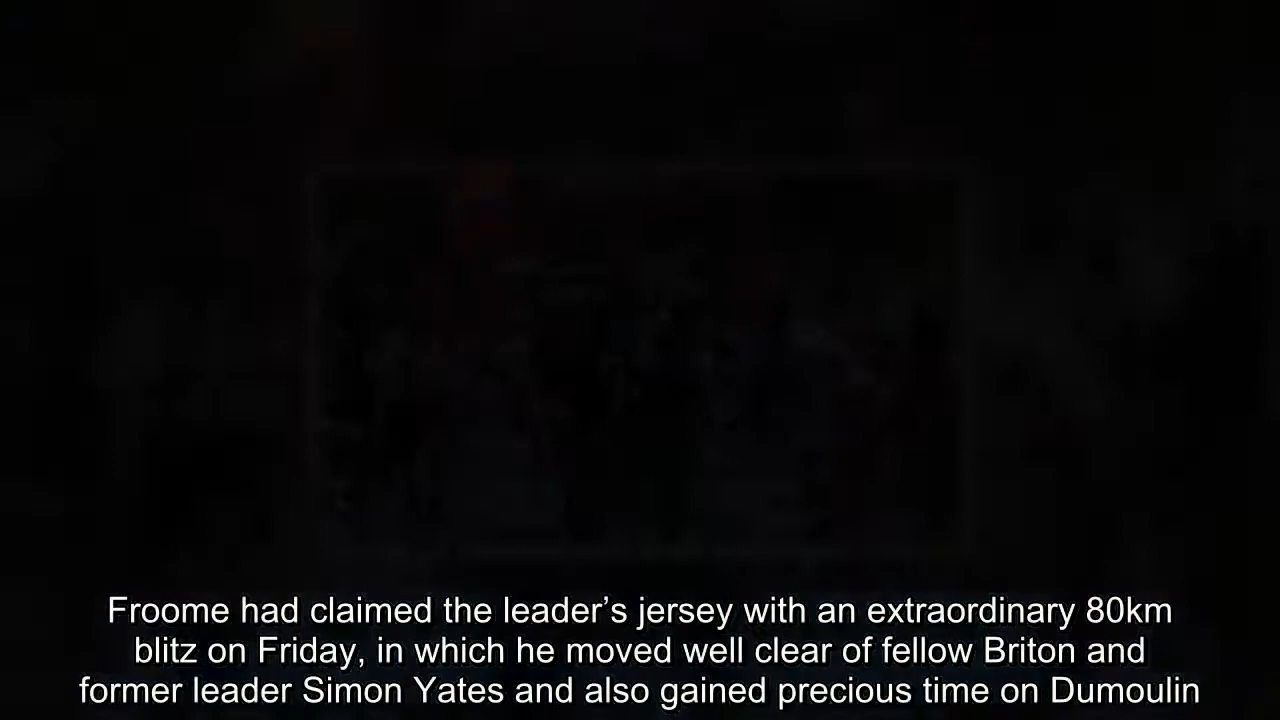 Froome had claimed the leader’s jersey with an extraordinary 80km
blitz on Friday, in which he moved well clear of fellow Briton and
former leader Simon Yates and also gained precious time on Dumoulin